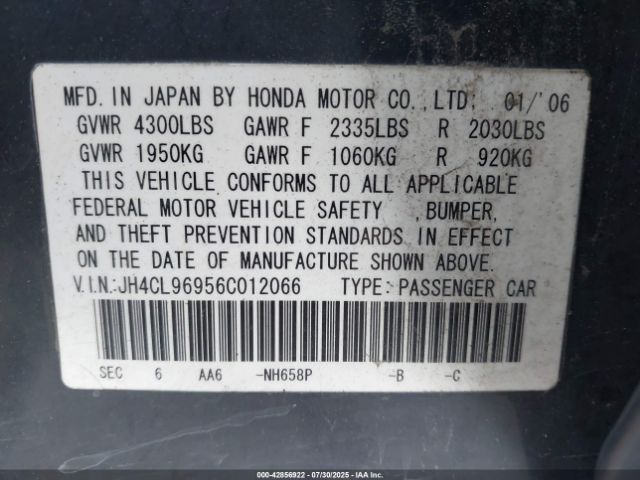 MFD. IN JAPAN BY HONDA MOTOR CO., LTD; 01/'06
GVWR 4300LBS GAWR F 2335LBS R 2030LBS
GVWR 1950KG GAWR F 1060KG R 920KG
THIS VEHICLE CONFORMS TO ALL APPLICABLE
FEDERAL MOTOR VEHICLE SAFETY , BUMPER,
AND THEFT PREVENTION STANDARDS IN EFFECT
ON THE DATE OF MANUFACTURE SHOWN ABOVE.
V.I.N.:JH4CL96956C012066 TYPE: PASSENGER CAR
SEC 6 AA6 -NH658P -B -C
000-42856922 - 07/30/2025 - IAAI.COM